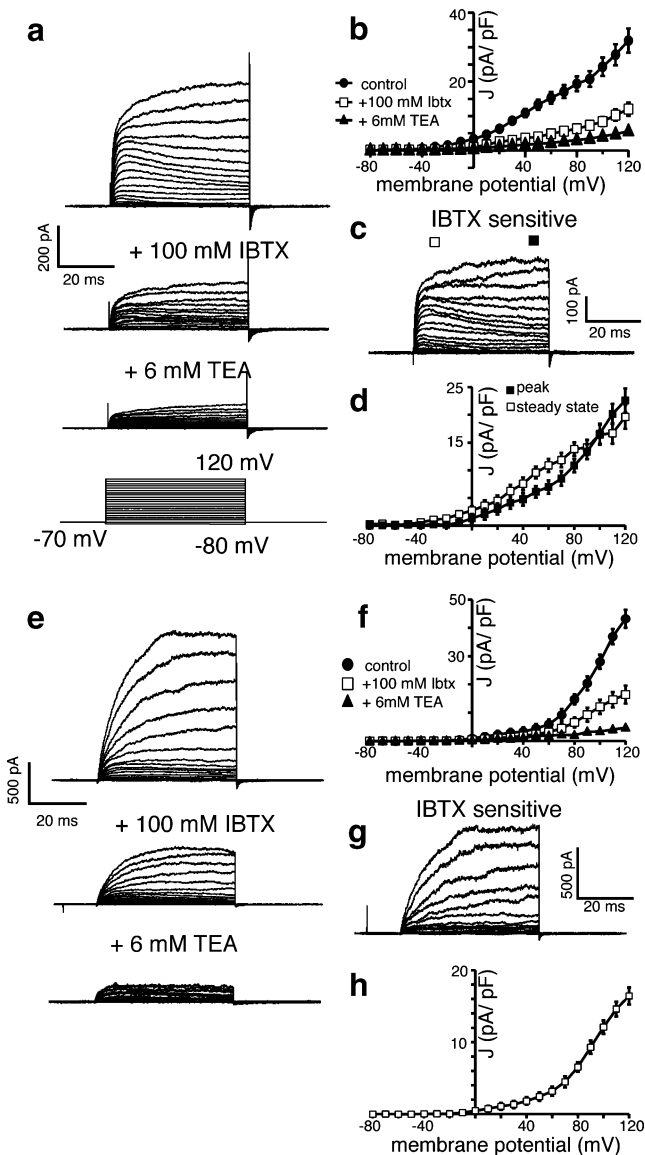 a
200 pA
20 ms
+ 100 mM IBTX
+ 6 mM TEA
120 mV
-70 mV
-80 mV
b
40
20
J (pA/ pF)
control
+100 mM Ibtx
+ 6mM TEA
-80
-40
0
40
80
120
membrane potential (mV)
c
IBTX sensitive
100 pA
20 ms
d
25
15
5
J (pA/ pF)
peak
steady state
-80
-40
0
40
80
120
membrane potential (mV)
e
500 pA
20 ms
+ 100 mM IBTX
+ 6 mM TEA
f
50
30
10
J (pA/ pF)
control
+100 mM Ibtx
+ 6mM TEA
-80
-40
0
40
80
120
membrane potential (mV)
g
IBTX sensitive
500 pA
20 ms
h
20
10
J (pA/ pF)
-80
-40
0
40
80
120
membrane potential (mV)